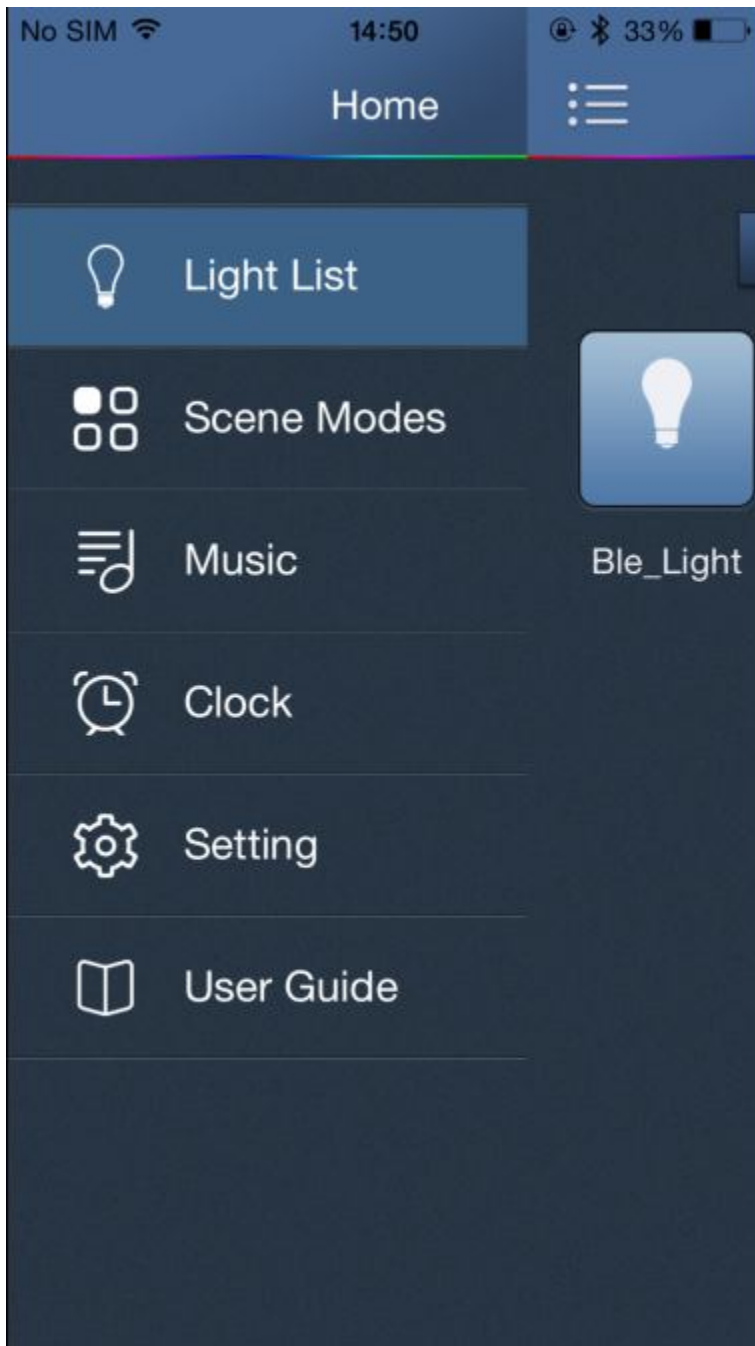 No SIM 14:50 33%
Home
Light List
Scene Modes
Music
Clock
Setting
User Guide
Ble_Light